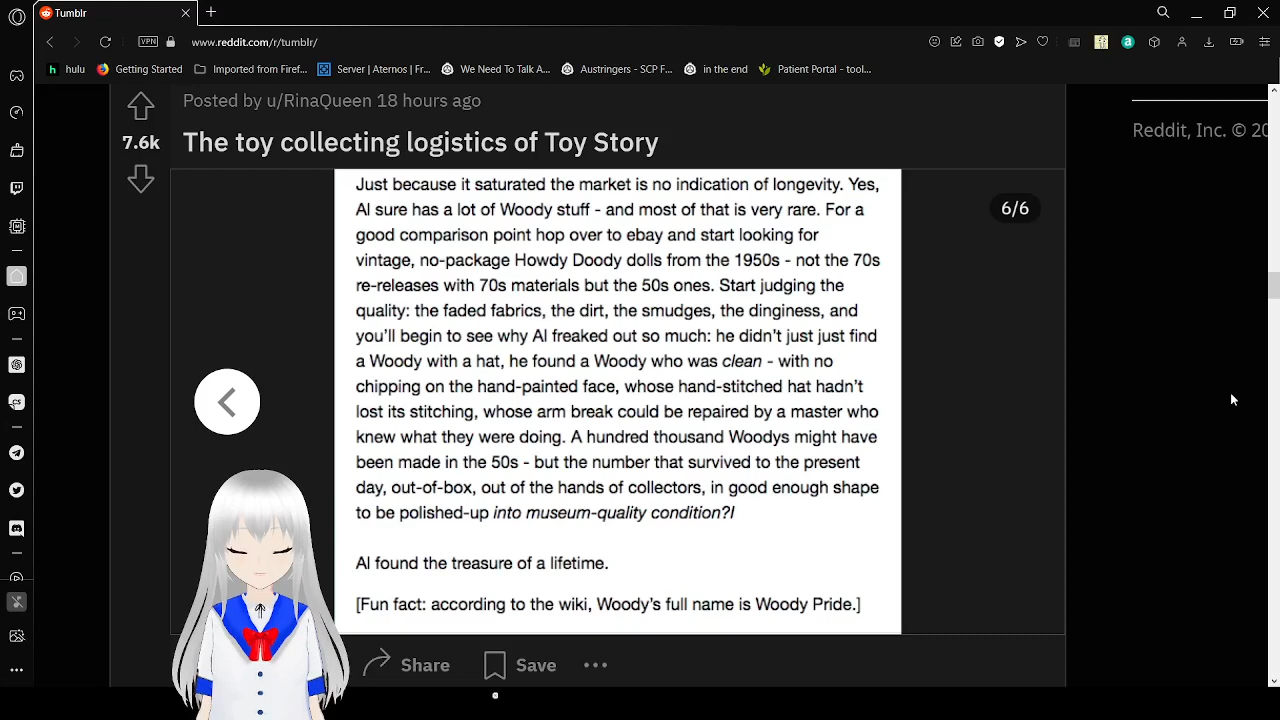 Tumblr
www.reddit.com/r/tumblr/
VPN
hulu
Getting Started
Imported from Firef...
Server | Aternos | Fr...
We Need To Talk A...
Austringers - SCP F...
in the end
Patient Portal - tool...
Posted by u/RinaQueen 18 hours ago
7.6k
The toy collecting logistics of Toy Story
Reddit, Inc. © 20
6/6
Just because it saturated the market is no indication of longevity. Yes,
Al sure has a lot of Woody stuff - and most of that is very rare. For a
good comparison point hop over to ebay and start looking for
vintage, no-package Howdy Doody dolls from the 1950s - not the 70s
re-releases with 70s materials but the 50s ones. Start judging the
quality: the faded fabrics, the dirt, the smudges, the dinginess, and
you'll begin to see why Al freaked out so much: he didn't just just find
a Woody with a hat, he found a Woody who was clean - with no
chipping on the hand-painted face, whose hand-stitched hat hadn't
lost its stitching, whose arm break could be repaired by a master who
knew what they were doing. A hundred thousand Woodys might have
been made in the 50s - but the number that survived to the present
day, out-of-box, out of the hands of collectors, in good enough shape
to be polished-up into museum-quality condition?!
Al found the treasure of a lifetime.
[Fun fact: according to the wiki, Woody's full name is Woody Pride.]
Share
Save